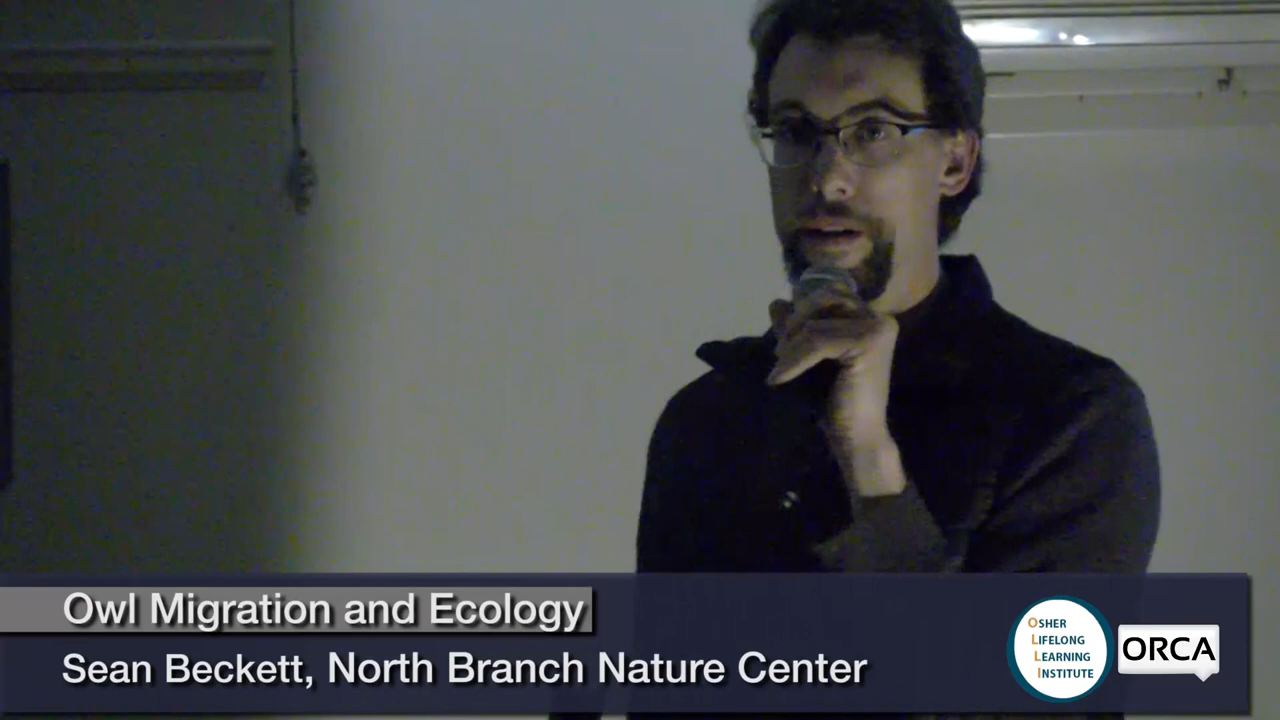 Owl Migration and Ecology
Sean Beckett, North Branch Nature Center
OSHER
LIFELONG
LEARNING
INSTITUTE
ORCA